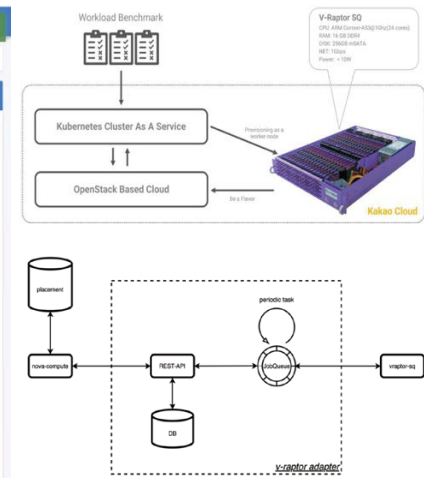 Workload Benchmark
V-Raptor SQ
CPU: ARM Cortex-A53@1Ghz(24 cores)
RAM: 16 GB DDR4
DISK: 256GB mSATA
NET: 1Gbps
Power: < 10W
Kubernetes Cluster As A Service
Provisioning as a
worker node
OpenStack Based Cloud
Be a Flavor
Kakao Cloud
placement
periodic task
nova-compute
REST-API
JobQueue
vraptor-sq
DB
v-raptor adapter